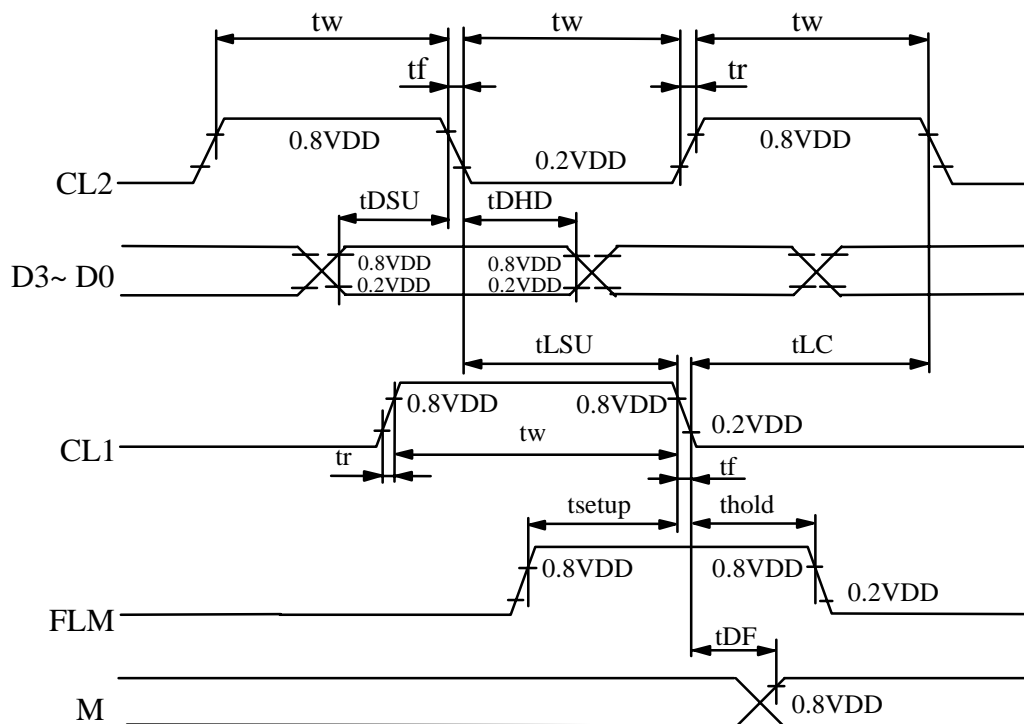 tw tw tw
tf tr
0.8VDD 0.2VDD 0.8VDD
CL2
tDSU tDHD
D3~ D0
0.8VDD 0.8VDD
0.2VDD 0.2VDD
tLSU tLC
0.8VDD 0.8VDD
0.2VDD
CL1
tw
tr tf
tsetup thold
0.8VDD 0.8VDD
0.2VDD
FLM
tDF
M
0.8VDD